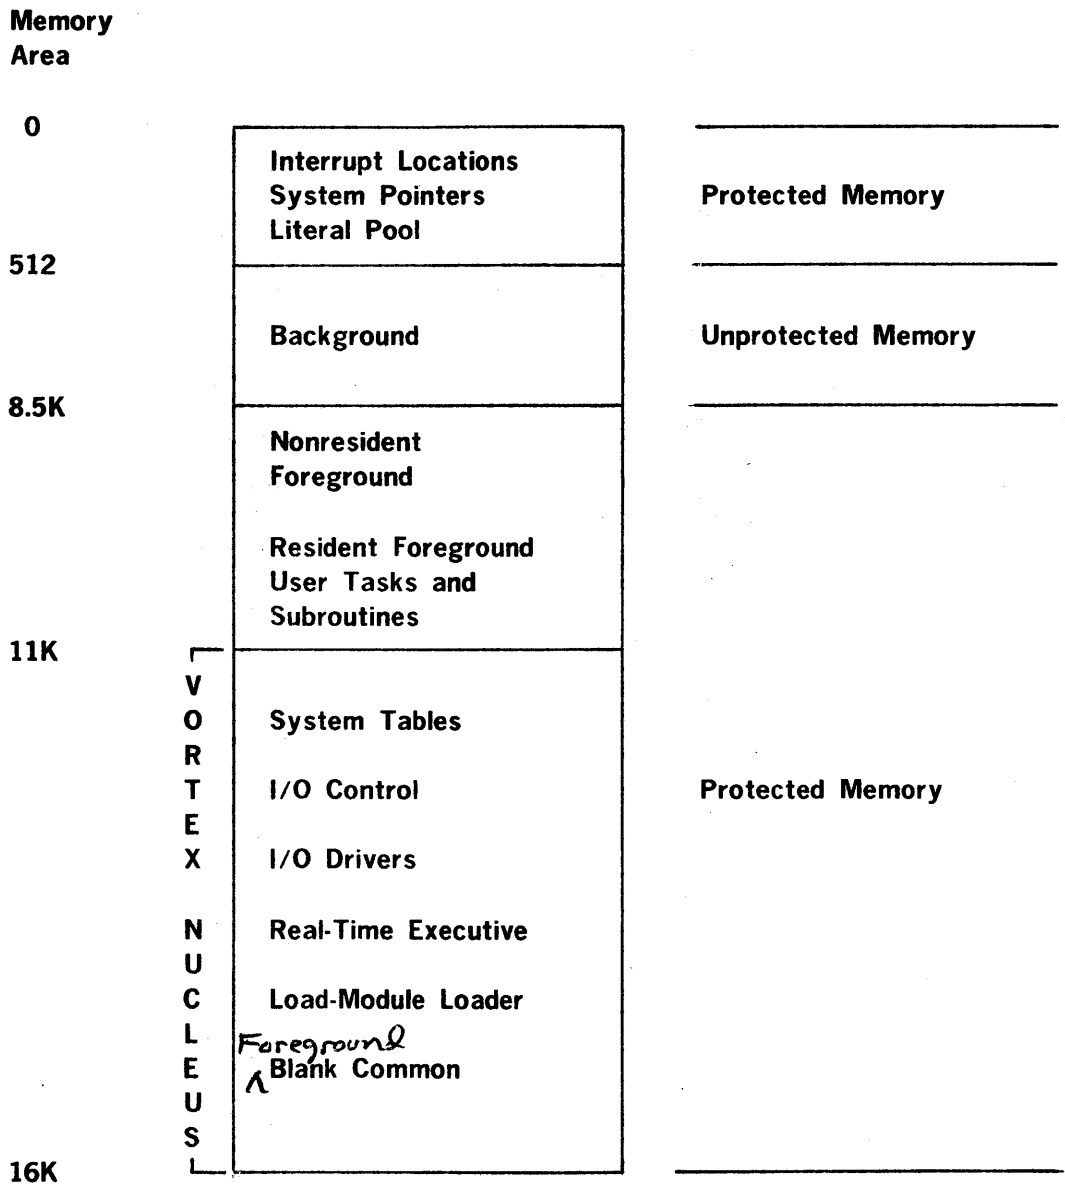 Memory
Area
0
Interrupt Locations
System Pointers
Literal Pool
Protected Memory
512
Background
Unprotected Memory
8.5K
Nonresident
Foreground
Resident Foreground
User Tasks and
Subroutines
11K
VORTEX NUCLEUS
System Tables
I/O Control
Protected Memory
I/O Drivers
Real-Time Executive
Load-Module Loader
Foreground
Blank Common
16K